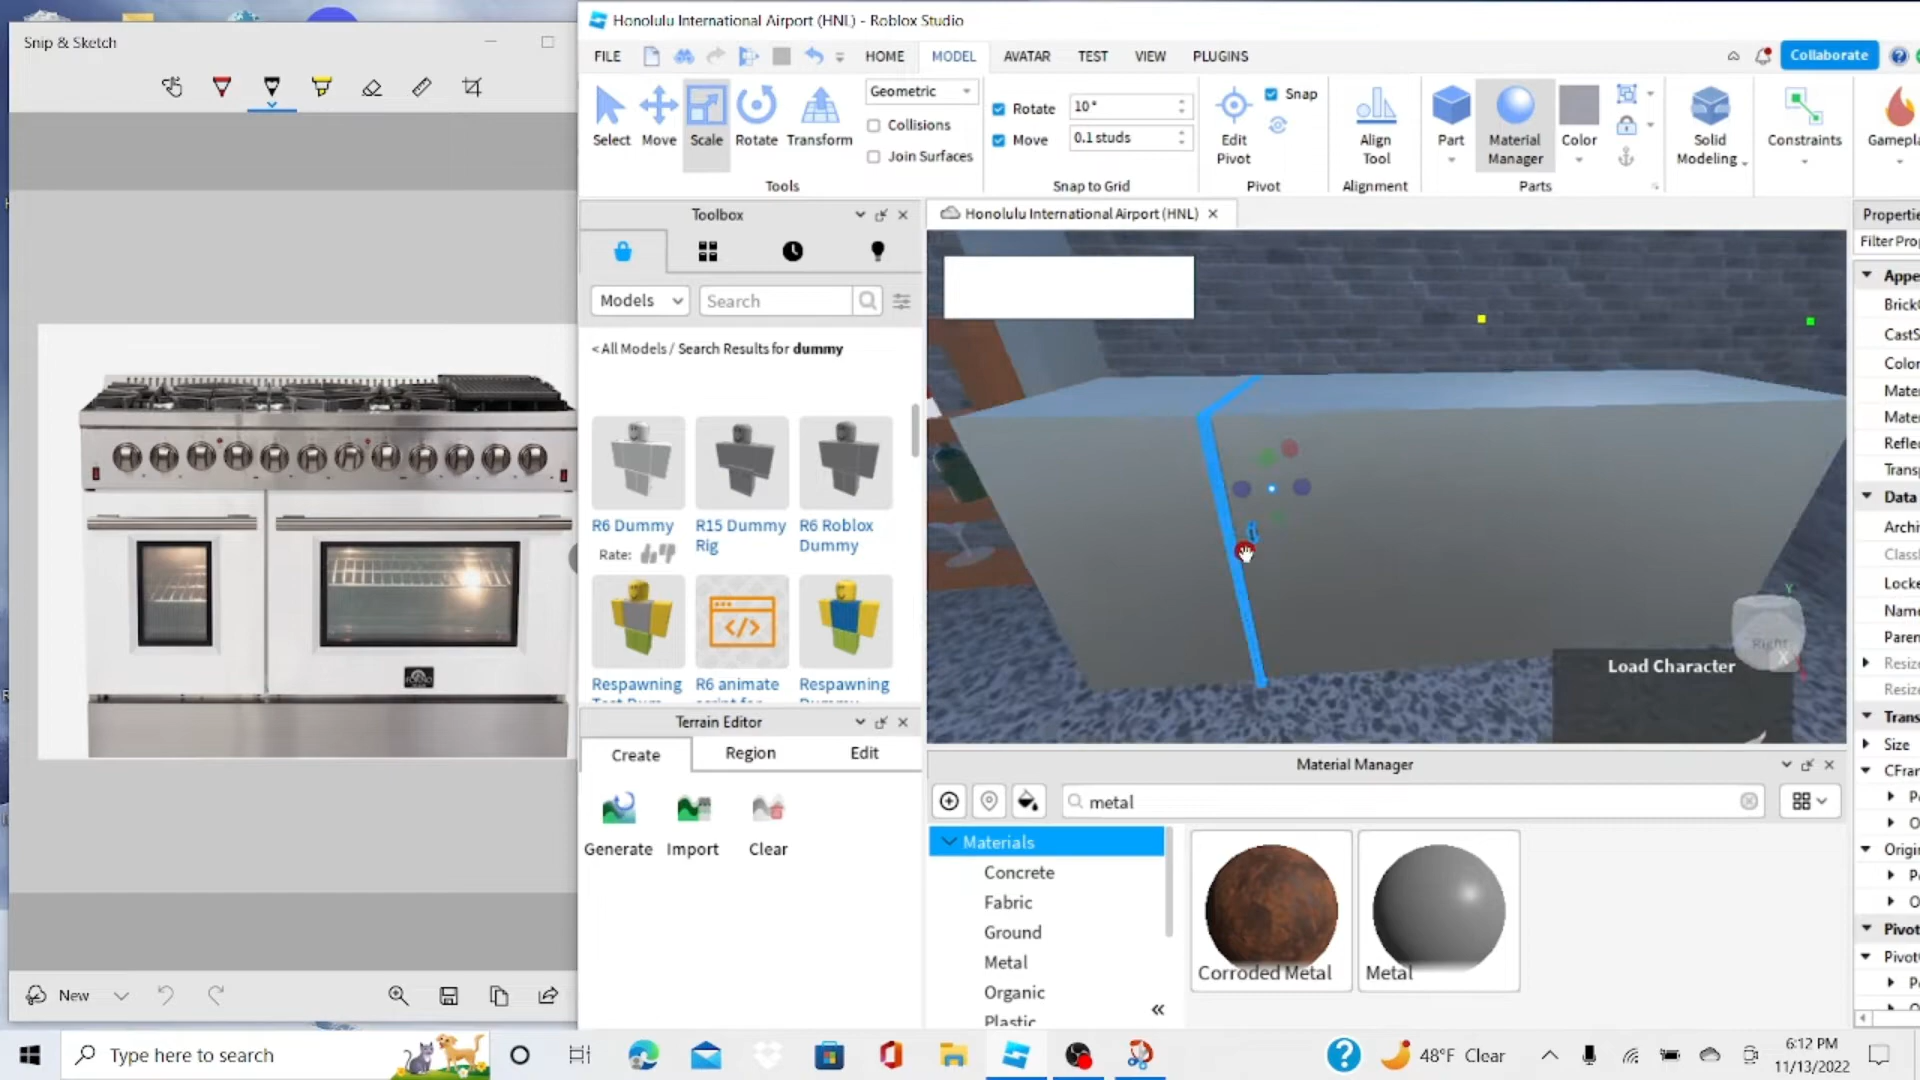 Snip & Sketch
Honolulu International Airport (HNL) - Roblox Studio
FILE HOME MODEL AVATAR TEST VIEW PLUGINS Collaborate
Select Move Scale Rotate Transform
Geometric
Collisions
Join Surfaces
Tools
Rotate 10°
Move 0.1 studs
Snap to Grid
Edit Pivot
Snap
Pivot
Align Tool
Alignment
Part
Material Manager
Color
Parts
Solid Modeling
Constraints
Toolbox
Models
Search
< All Models / Search Results for dummy
R6 Dummy
Rate:
R15 Dummy Rig
R6 Roblox Dummy
Respawning
R6 animate
Respawning
Terrain Editor
Create Region Edit
Generate Import Clear
Honolulu International Airport (HNL)
Right
Y
X
Load Character
FORNO
Material Manager
metal
Materials
Concrete
Fabric
Ground
Metal
Organic
Plastic
Corroded Metal
Metal
Data
Size
New
Type here to search
48°F Clear
6:12 PM
11/13/2022